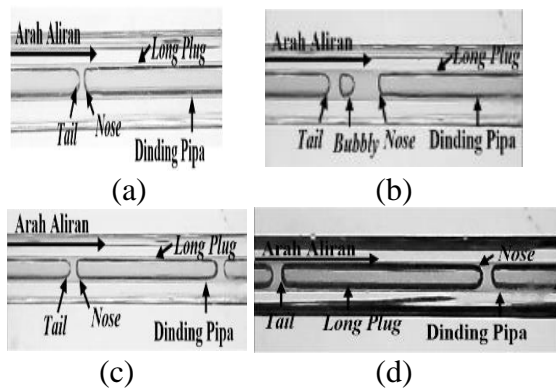 Arah Aliran
Long Plug
Tail
Nose
Dinding Pipa
(a)
Arah Aliran
Long Plug
Tail
Bubbly
Nose
Dinding Pipa
(b)
Arah Aliran
Long Plug
Tail
Nose
Dinding Pipa
(c)
Arah Aliran
Nose
Tail
Long Plug
Dinding Pipa
(d)